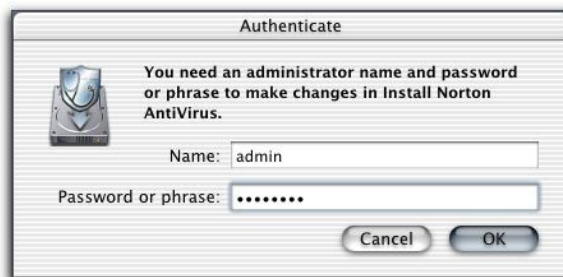 Authenticate
You need an administrator name and password
or phrase to make changes in Install Norton
AntiVirus.
Name: admin
Password or phrase: ••••••••
Cancel OK